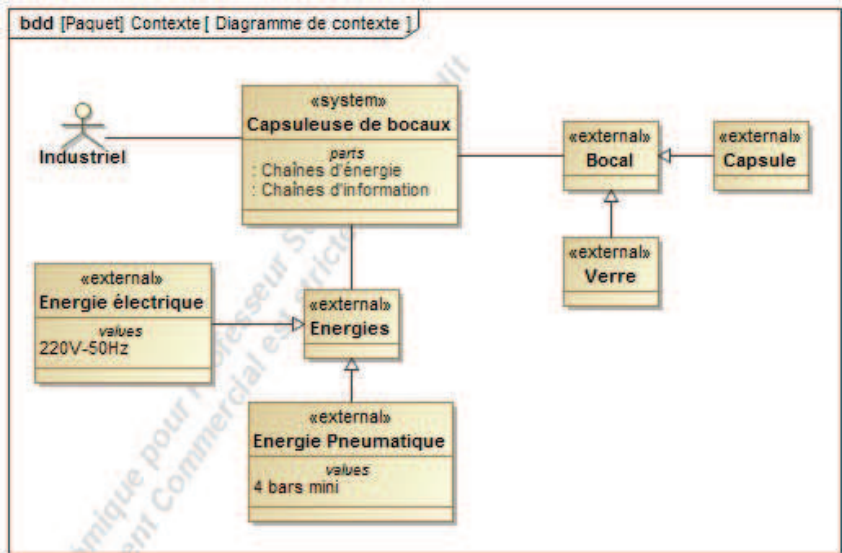 bdd [Paquet] Contexte [ Diagramme de contexte ]
Industriel
«system»
Capsuleuse de bocaux
parts
: Chaînes d'énergie
: Chaînes d'information
«external»
Bocal
«external»
Capsule
«external»
Verre
«external»
Energie électrique
values
220V-50Hz
«external»
Energies
«external»
Energie Pneumatique
values
4 bars mini